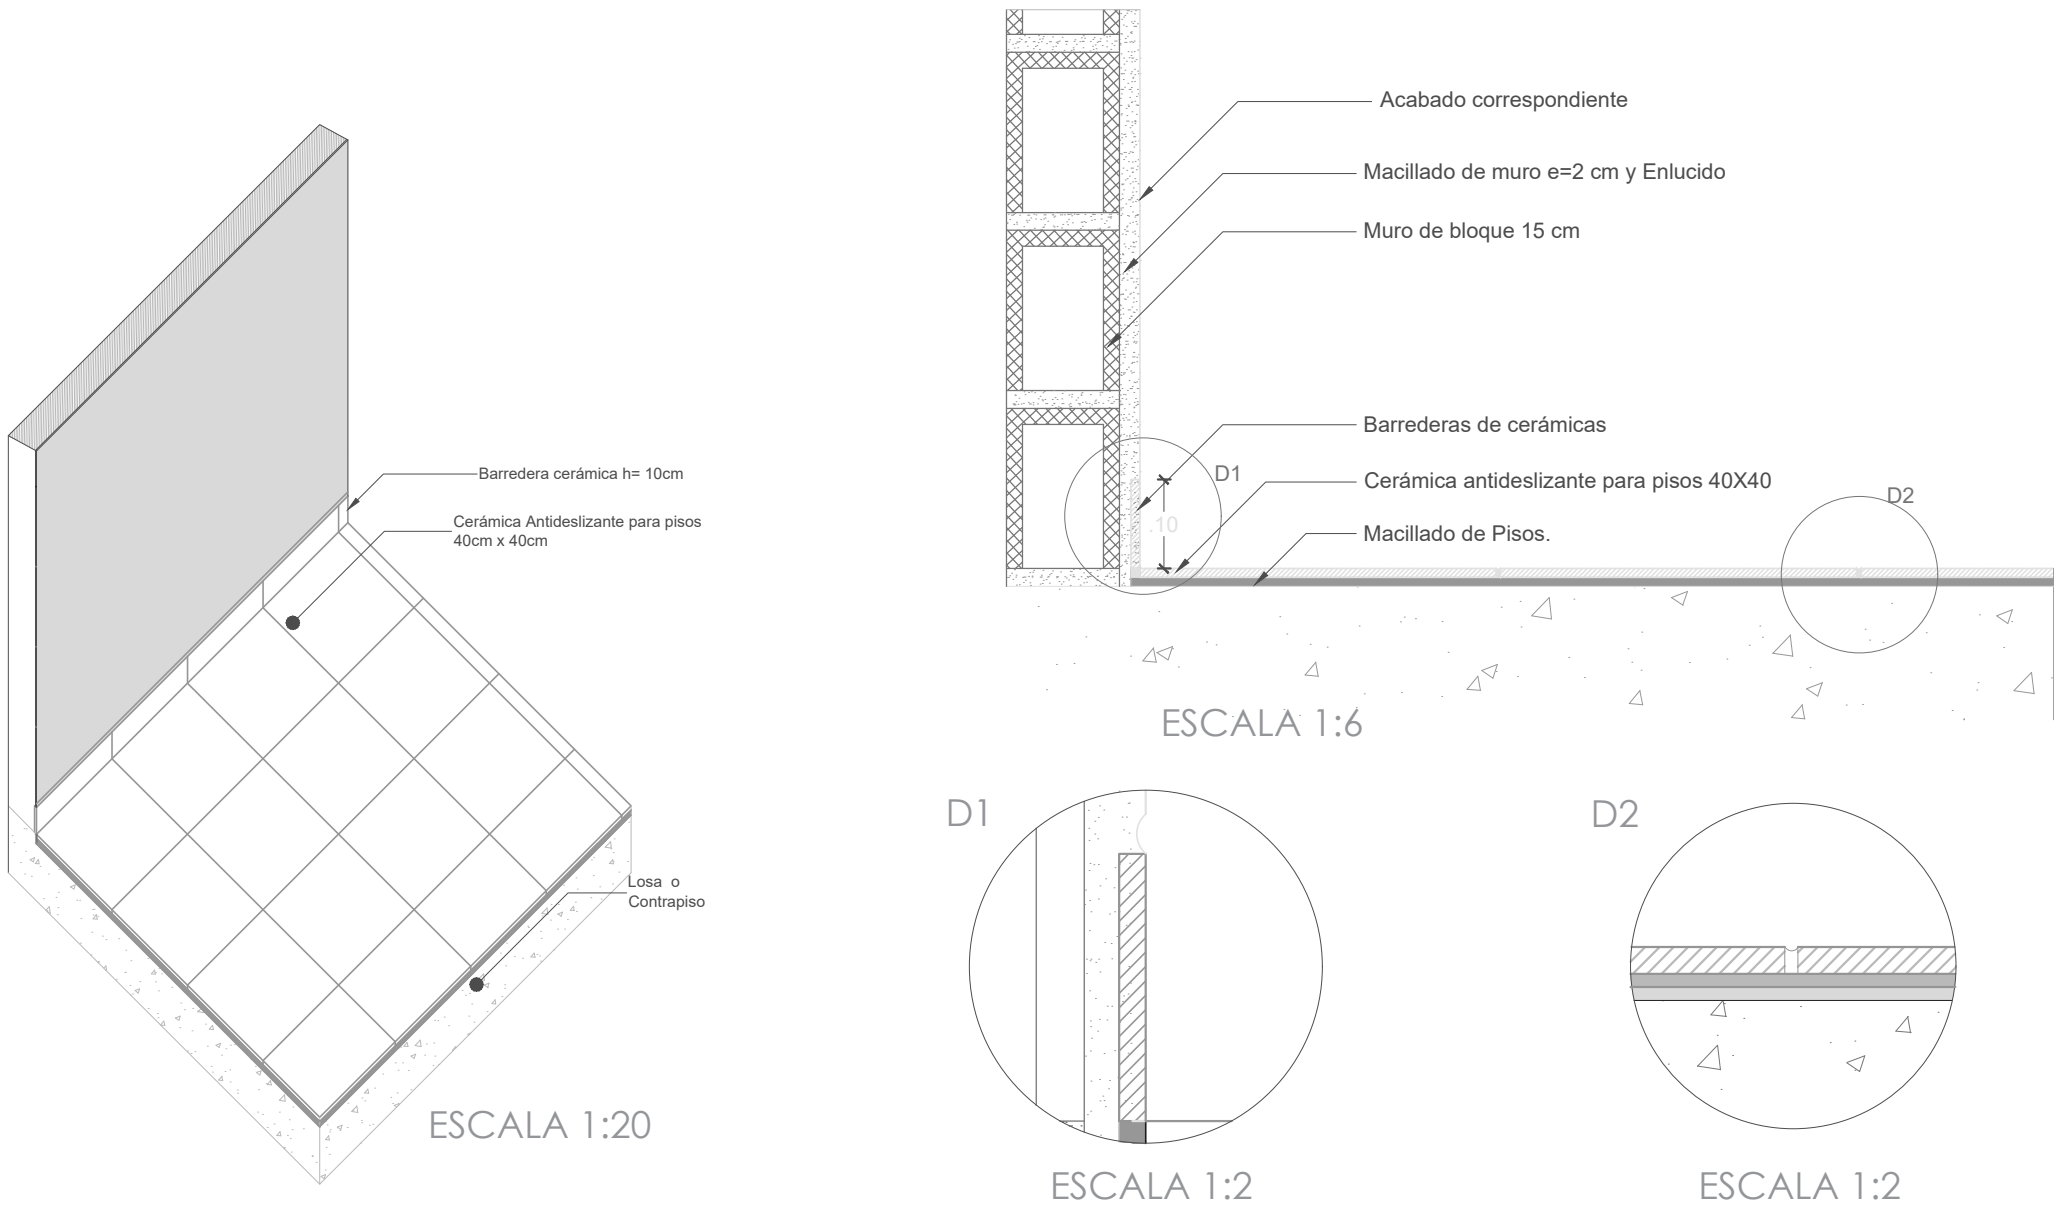 Acabado correspondiente
Macillado de muro e=2 cm y Enlucido
Muro de bloque 15 cm
Barredera cerámica h= 10cm
Cerámica Antideslizante para pisos
40cm x 40cm
Losa o
Contrapiso
ESCALA 1:20
Barrederas de cerámicas
D1
Cerámica antideslizante para pisos 40X40
D2
.10
Macillado de Pisos.
ESCALA 1:6
D1
ESCALA 1:2
D2
ESCALA 1:2